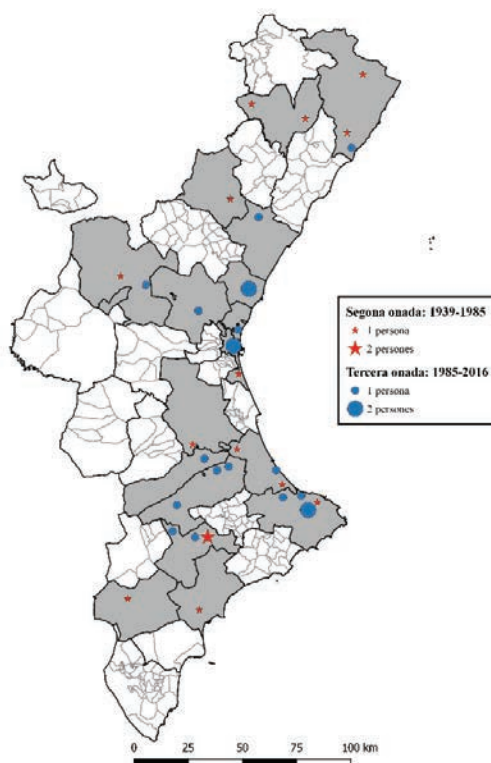 Segona onada: 1939-1985
1 persona
2 persones
Tercera onada: 1985-2016
1 persona
2 persones
0 25 50 75 100 km